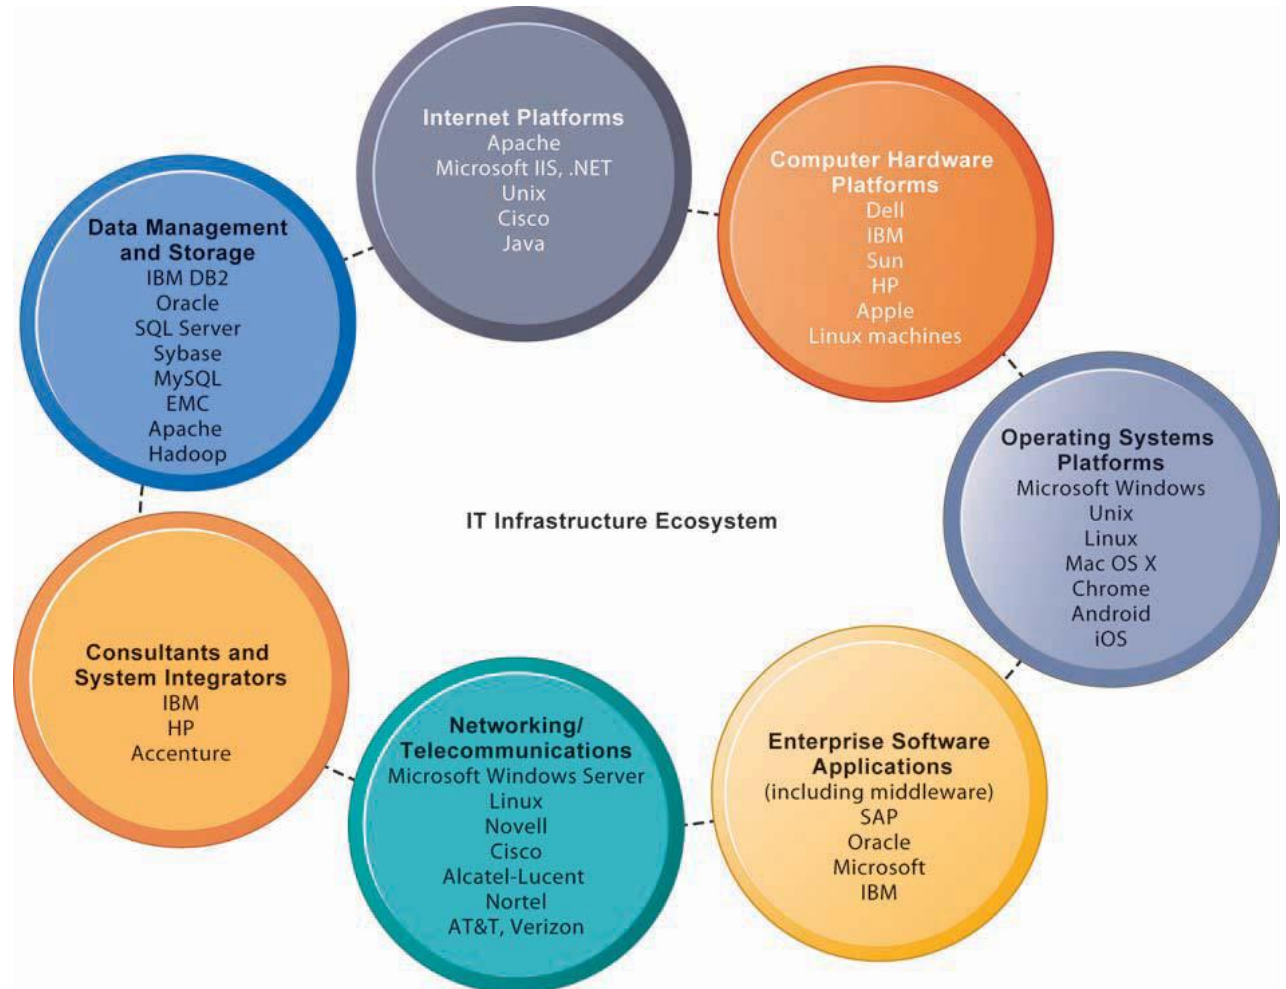 Internet Platforms
Apache
Microsoft IIS, .NET
Unix
Cisco
Java
Computer Hardware
Platforms
Dell
IBM
Sun
HP
Apple
Linux machines
Operating Systems
Platforms
Microsoft Windows
Unix
Linux
Mac OS X
Chrome
Android
iOS
Enterprise Software
Applications
(including middleware)
SAP
Oracle
Microsoft
IBM
Networking/
Telecommunications
Microsoft Windows Server
Linux
Novell
Cisco
Alcatel-Lucent
Nortel
AT&T, Verizon
Consultants and
System Integrators
IBM
HP
Accenture
Data Management
and Storage
IBM DB2
Oracle
SQL Server
Sybase
MySQL
EMC
Apache
Hadoop
IT Infrastructure Ecosystem